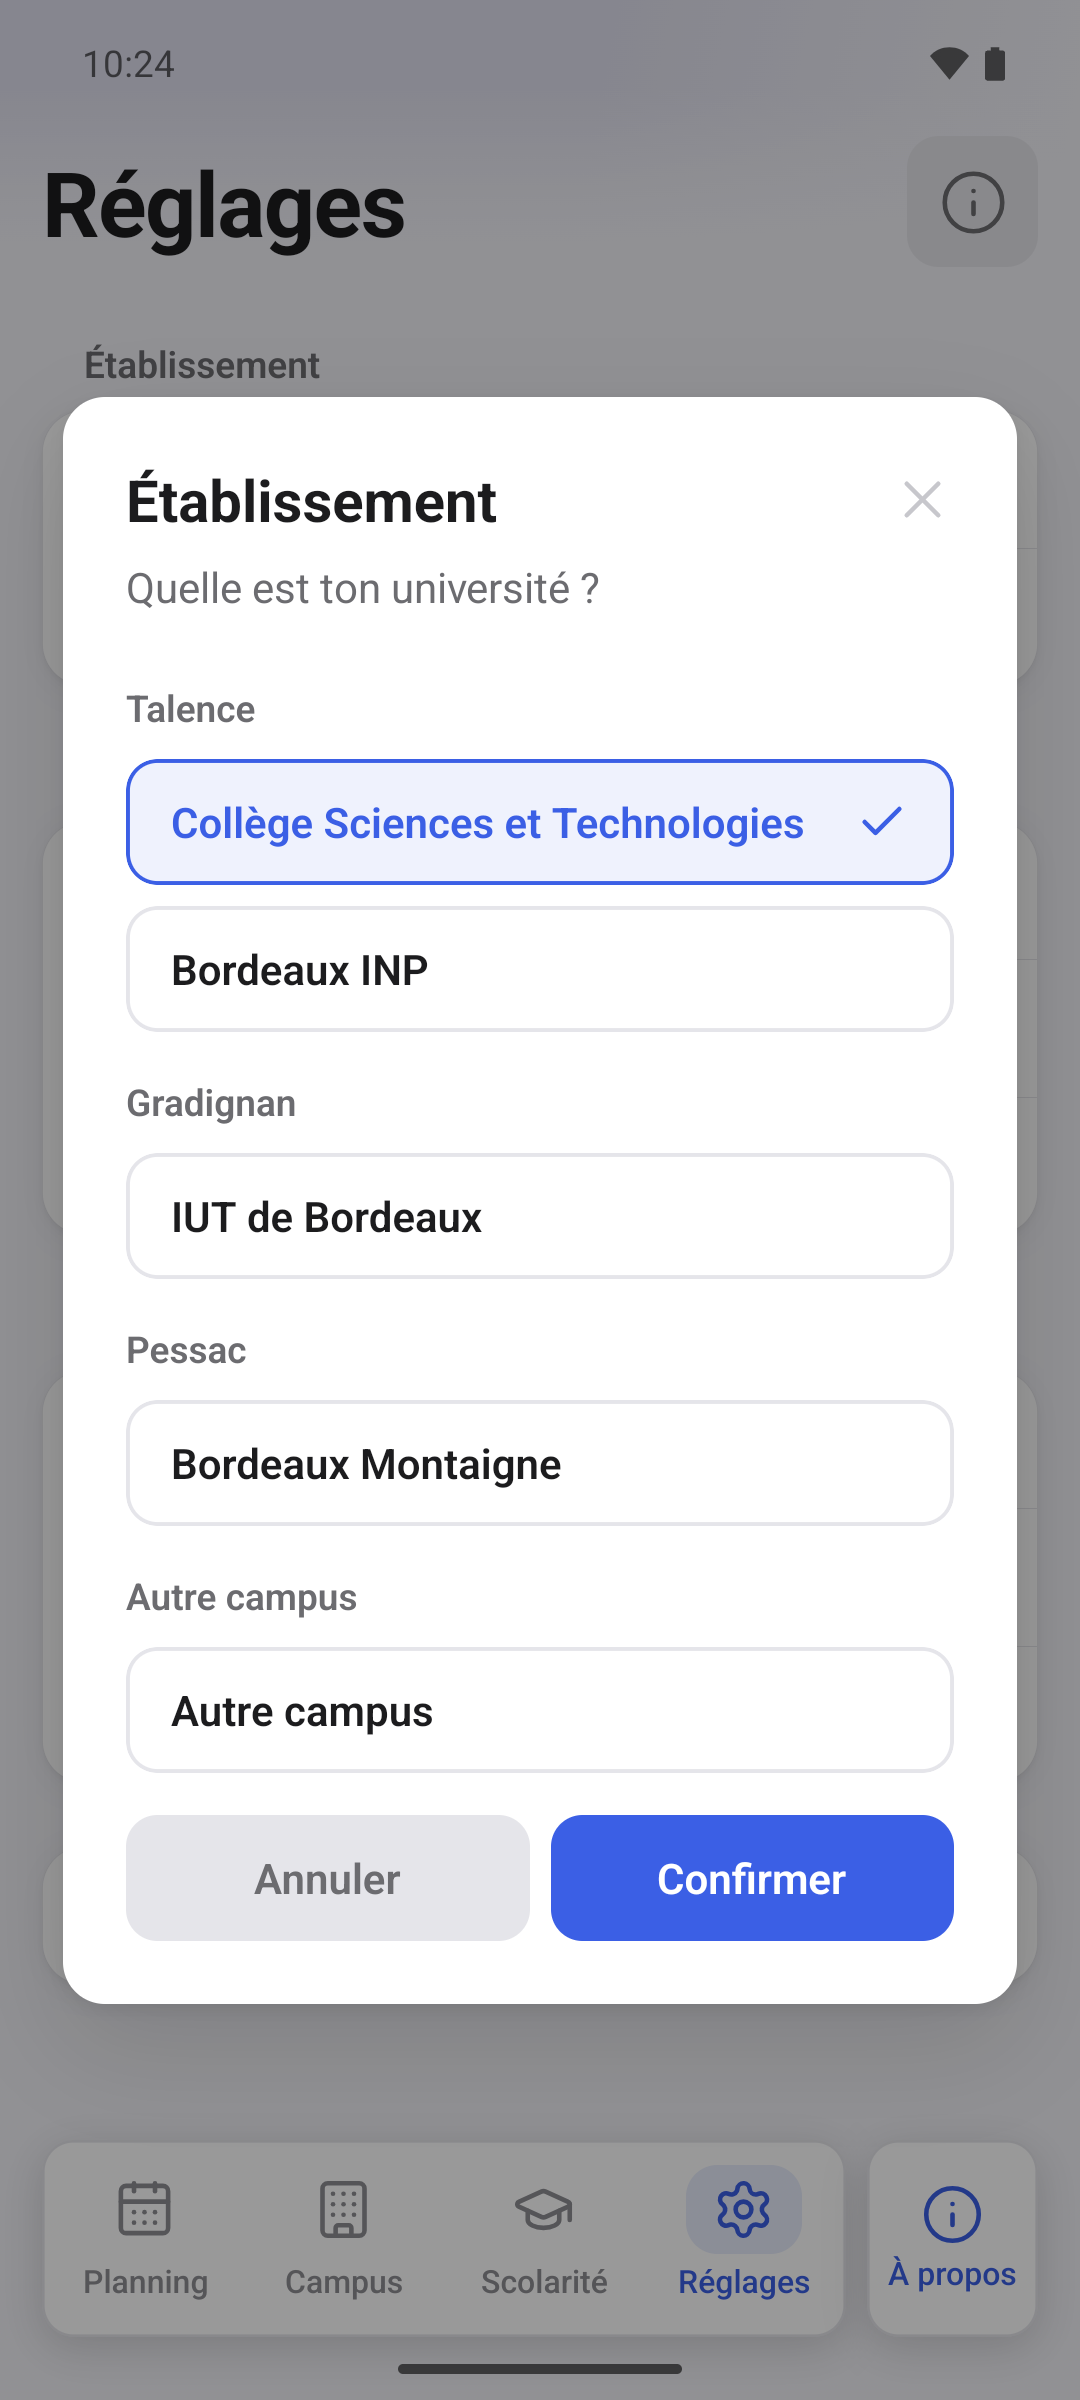 10:24
Réglages
Établissement
Établissement
Quelle est ton université ?
Talence
Collège Sciences et Technologies
Bordeaux INP
Gradignan
IUT de Bordeaux
Pessac
Bordeaux Montaigne
Autre campus
Autre campus
Annuler
Confirmer
Planning
Campus
Scolarité
Réglages
À propos